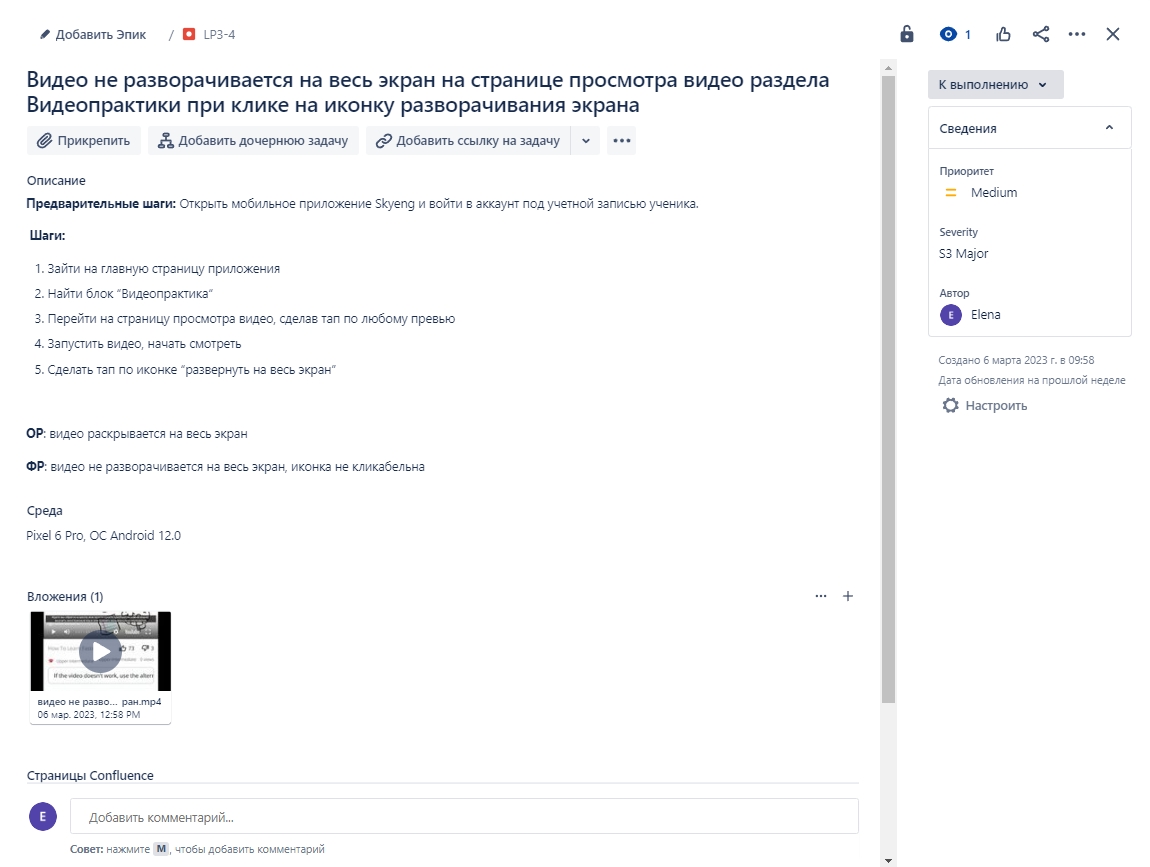 Добавить Эпик / LP3-4
1
Видео не разворачивается на весь экран на странице просмотра видео раздела
Видеопрактики при клике на иконку разворачивания экрана
Прикрепить Добавить дочернюю задачу Добавить ссылку на задачу
Описание
Предварительные шаги: Открыть мобильное приложение Skyeng и войти в аккаунт под учетной записью ученика.
Шаги:
1. Зайти на главную страницу приложения
2. Найти блок “Видеопрактика”
3. Перейти на страницу просмотра видео, сделав тап по любому превью
4. Запустить видео, начать смотреть
5. Сделать тап по иконке “развернуть на весь экран”
ОР: видео раскрывается на весь экран
ФР: видео не разворачивается на весь экран, иконка не кликабельна
Среда
Pixel 6 Pro, ОС Android 12.0
Вложения (1)
73
If the video doesn't work, use the altern
видео не разво... ран.mp4
06 мар. 2023, 12:58 PM
Страницы Confluence
E
Добавить комментарий...
Совет: нажмите M, чтобы добавить комментарий
К выполнению
Сведения
Приоритет
Medium
Severity
S3 Major
Автор
E Elena
Создано 6 марта 2023 г. в 09:58
Дата обновления на прошлой неделе
Настроить